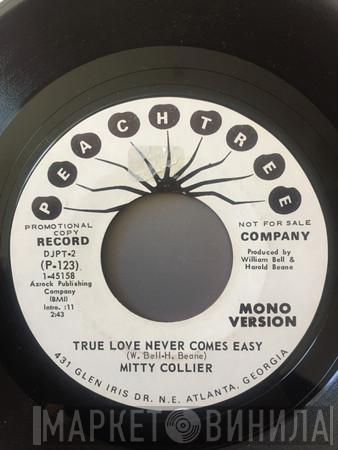 PEACHTREE
PROMOTIONAL
COPY
RECORD
DJPT-2
(P-123)
1-45158
Azrock Publishing
Company
(BMI)
Intro. :11
2:43
NOT FOR SALE
COMPANY
Produced by
William Bell &
Harold Beane
MONO
VERSION
TRUE LOVE NEVER COMES EASY
(W. Bell-H. Beane)
MITTY COLLIER
431 GLEN IRIS DR. N.E. ATLANTA, GEORGIA
МАРКЕТ ВИНИЛА